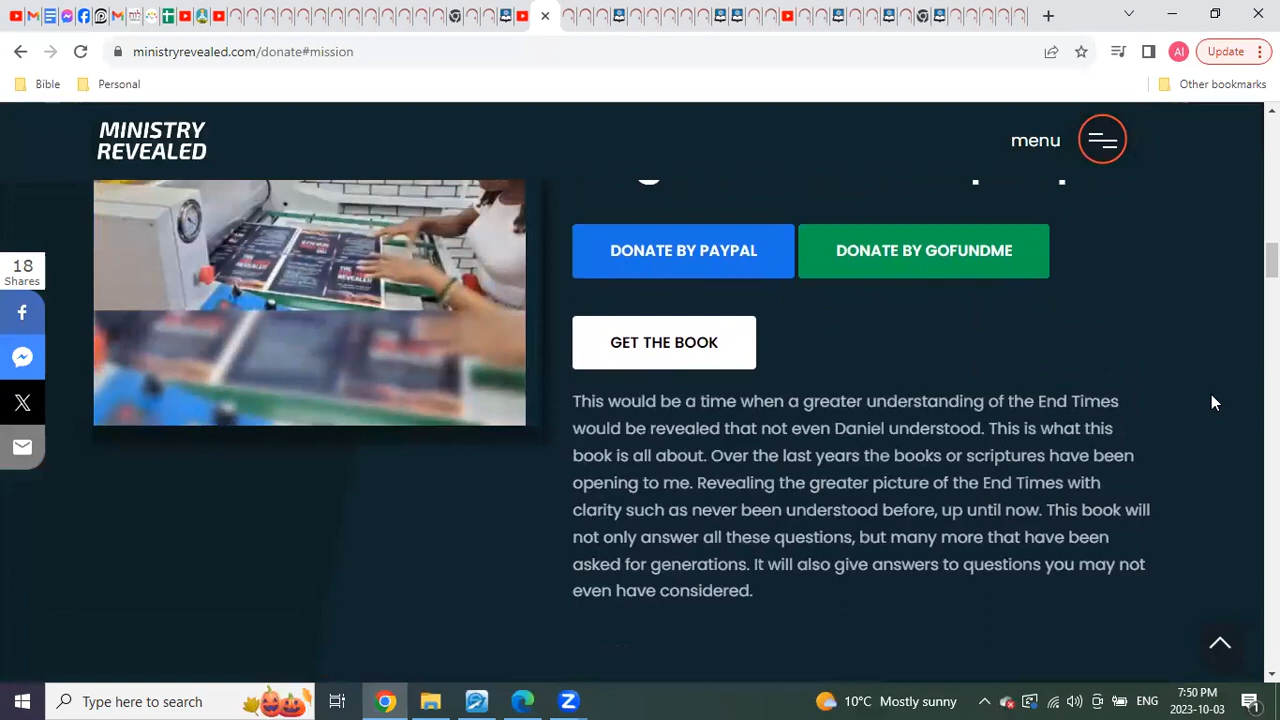 ministryrevealed.com/donate#mission
Update
Bible
Personal
Other bookmarks
MINISTRY
REVEALED
menu
18
Shares
DONATE BY PAYPAL
DONATE BY GOFUNDME
GET THE BOOK
This would be a time when a greater understanding of the End Times
would be revealed that not even Daniel understood. This is what this
book is all about. Over the last years the books or scriptures have been
opening to me. Revealing the greater picture of the End Times with
clarity such as never been understood before, up until now. This book will
not only answer all these questions, but many more that have been
asked for generations. It will also give answers to questions you may not
even have considered.
Type here to search
10°C Mostly sunny
ENG
7:50 PM
2023-10-03